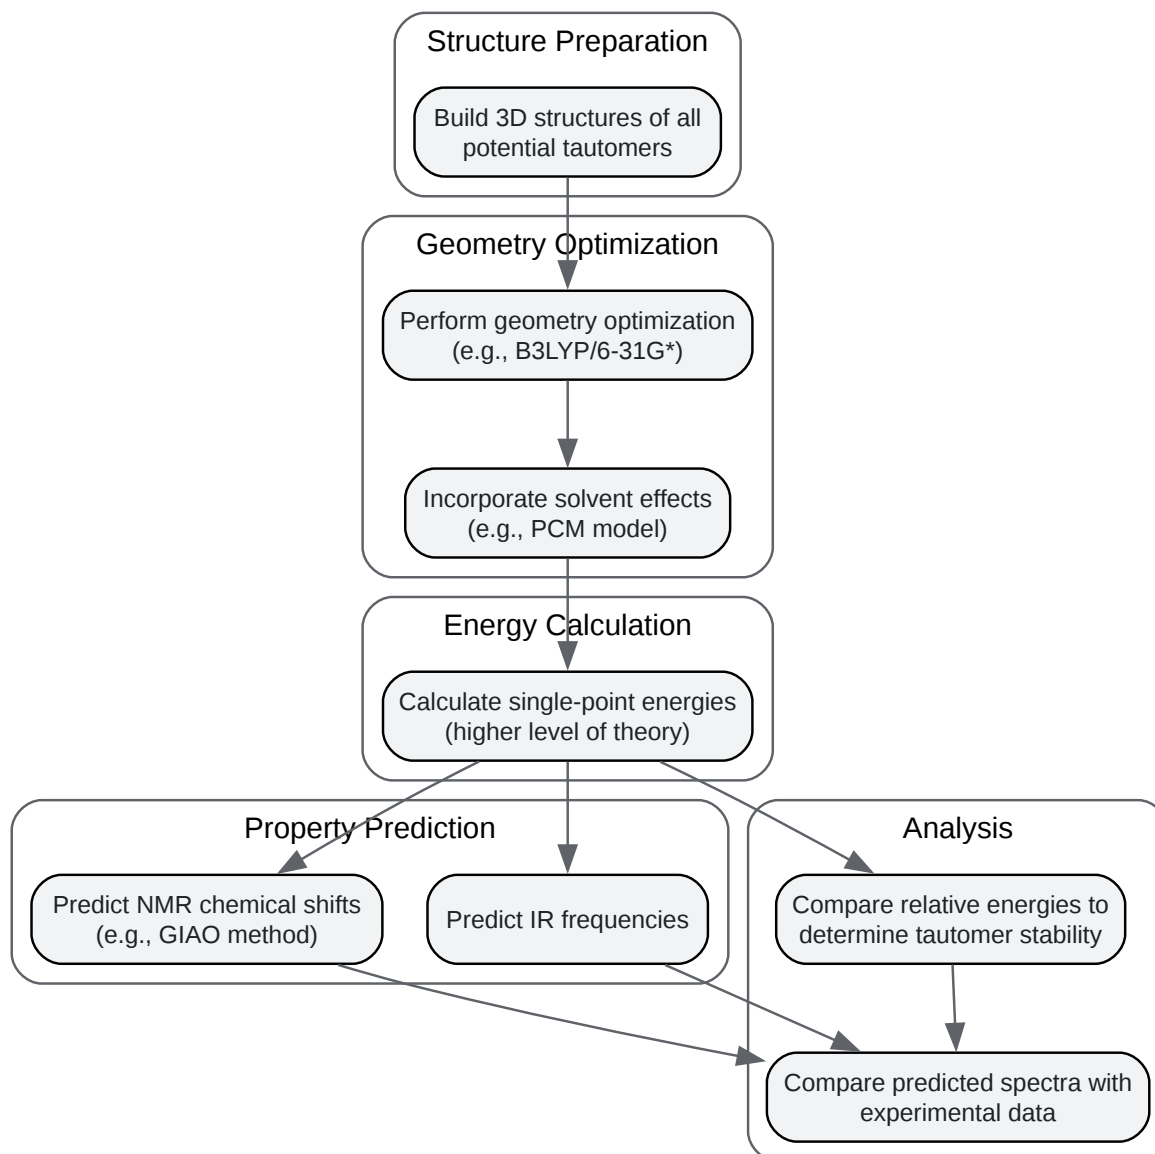 Structure Preparation
Build 3D structures of all
potential tautomers
Geometry Optimization
Perform geometry optimization
(e.g., B3LYP/6-31G*)
Incorporate solvent effects
(e.g., PCM model)
Energy Calculation
Calculate single-point energies
(higher level of theory)
Property Prediction
Predict NMR chemical shifts
(e.g., GIAO method)
Predict IR frequencies
Analysis
Compare relative energies to
determine tautomer stability
Compare predicted spectra with
experimental data